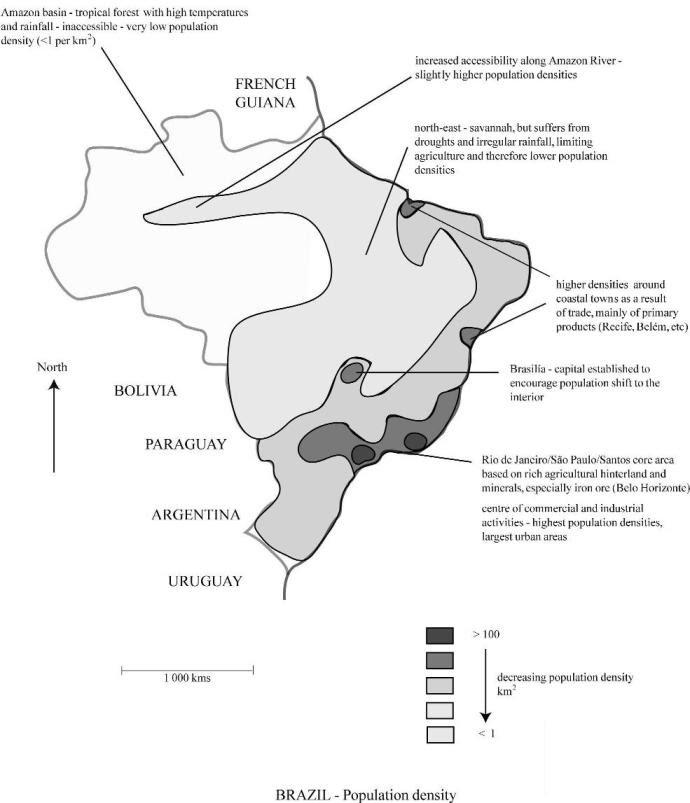 Amazon basin - tropical forest with high temperatures
and rainfall - inaccessible - very low population
density (<1 per km²)
increased accessibility along Amazon River -
slightly higher population densities
FRENCH
GUIANA
north-east - savannah, but suffers from
droughts and irregular rainfall, limiting
agriculture and therefore lower population
densities
higher densities around
coastal towns as a result
of trade, mainly of primary
products (Recife, Belém, etc)
North
BOLIVIA
Brasília - capital established to
encourage population shift to the
interior
PARAGUAY
Rio de Janeiro/São Paulo/Santos core area
based on rich agricultural hinterland and
minerals, especially iron ore (Belo Horizonte)
centre of commercial and industrial
activities - highest population densities,
largest urban areas
ARGENTINA
URUGUAY
> 100
decreasing population density
km²
< 1
1 000 kms
BRAZIL - Population density